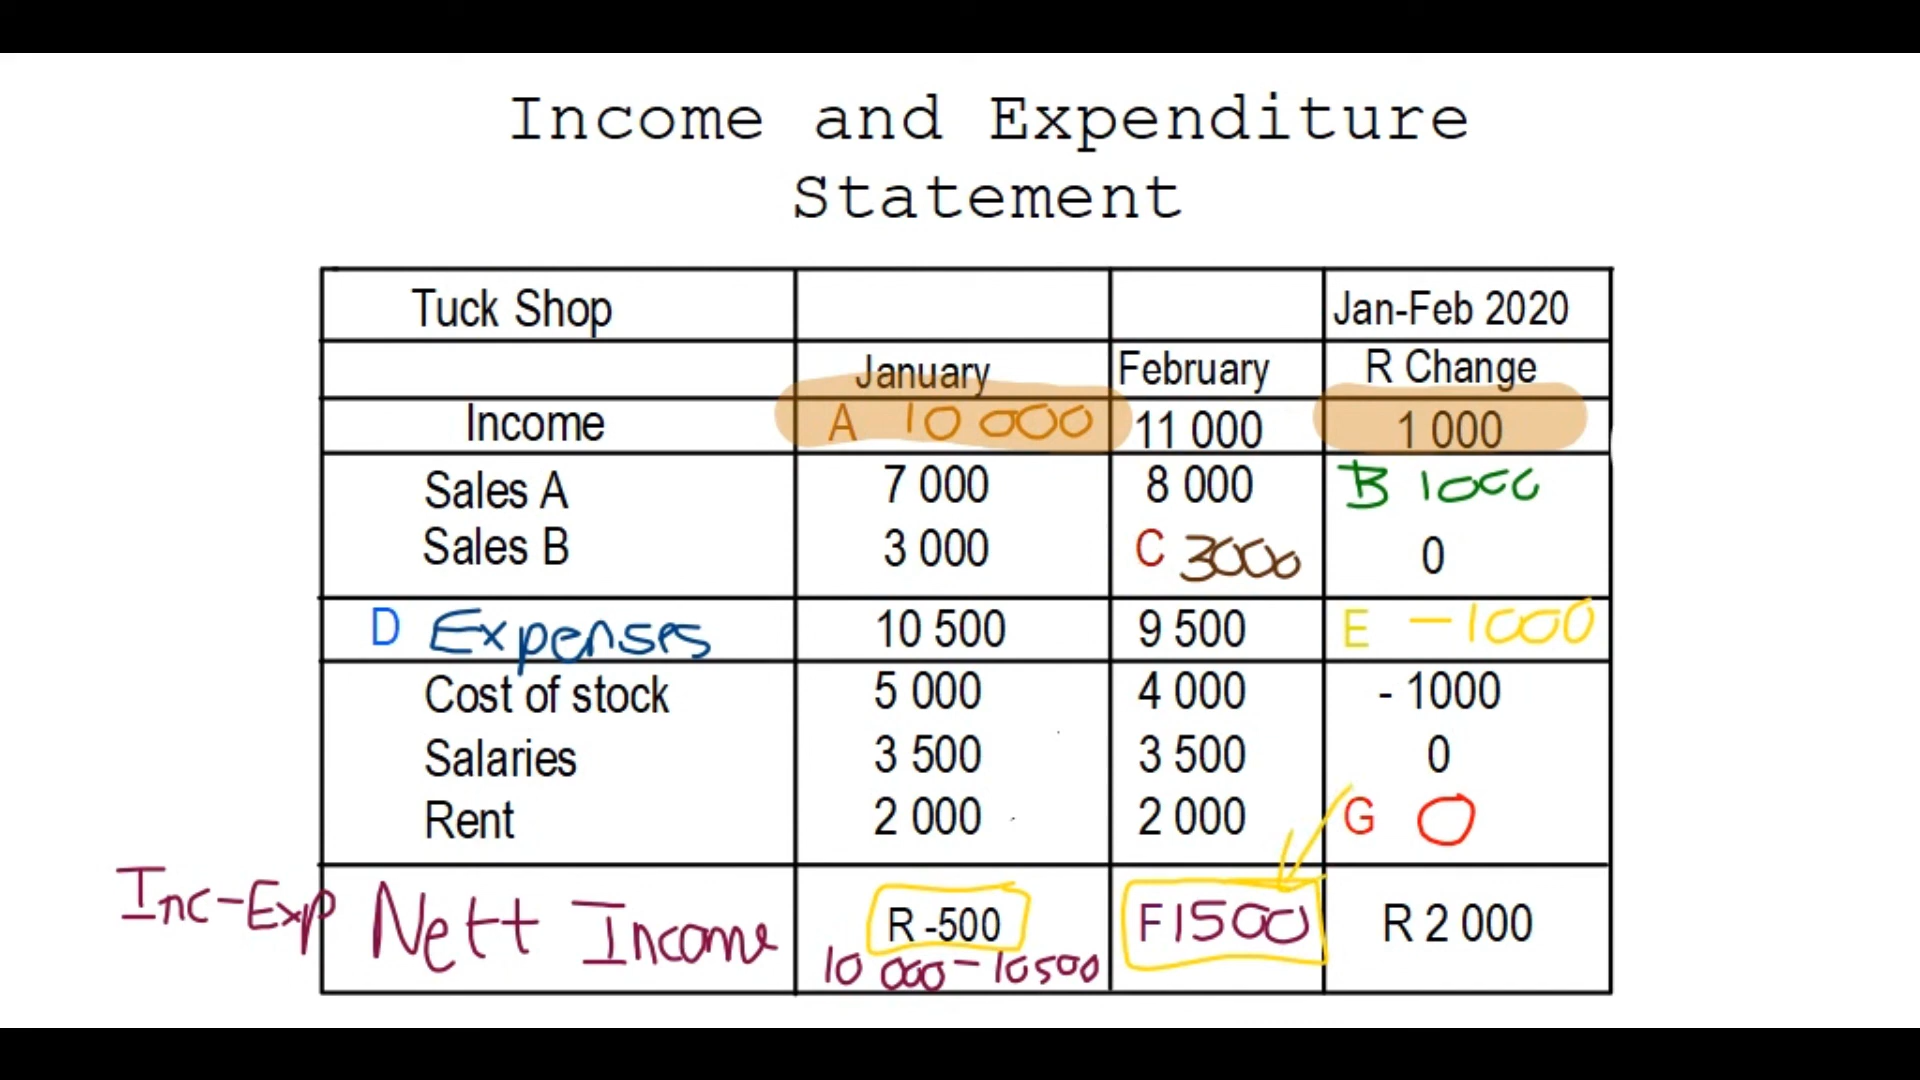 Income and Expenditure
Statement
Tuck Shop Jan-Feb 2020
January February R Change
Income A 10 000 11 000 1 000
Sales A 7 000 8 000 B 1000
Sales B 3 000 C 3000 0
D Expenses 10 500 9 500 E -1000
Cost of stock 5 000 4 000 - 1000
Salaries 3 500 3 500 0
Rent 2 000 2 000 G 0
Inc-Exp Nett Income R -500 F 1500 R 2 000
10 000 - 10 500